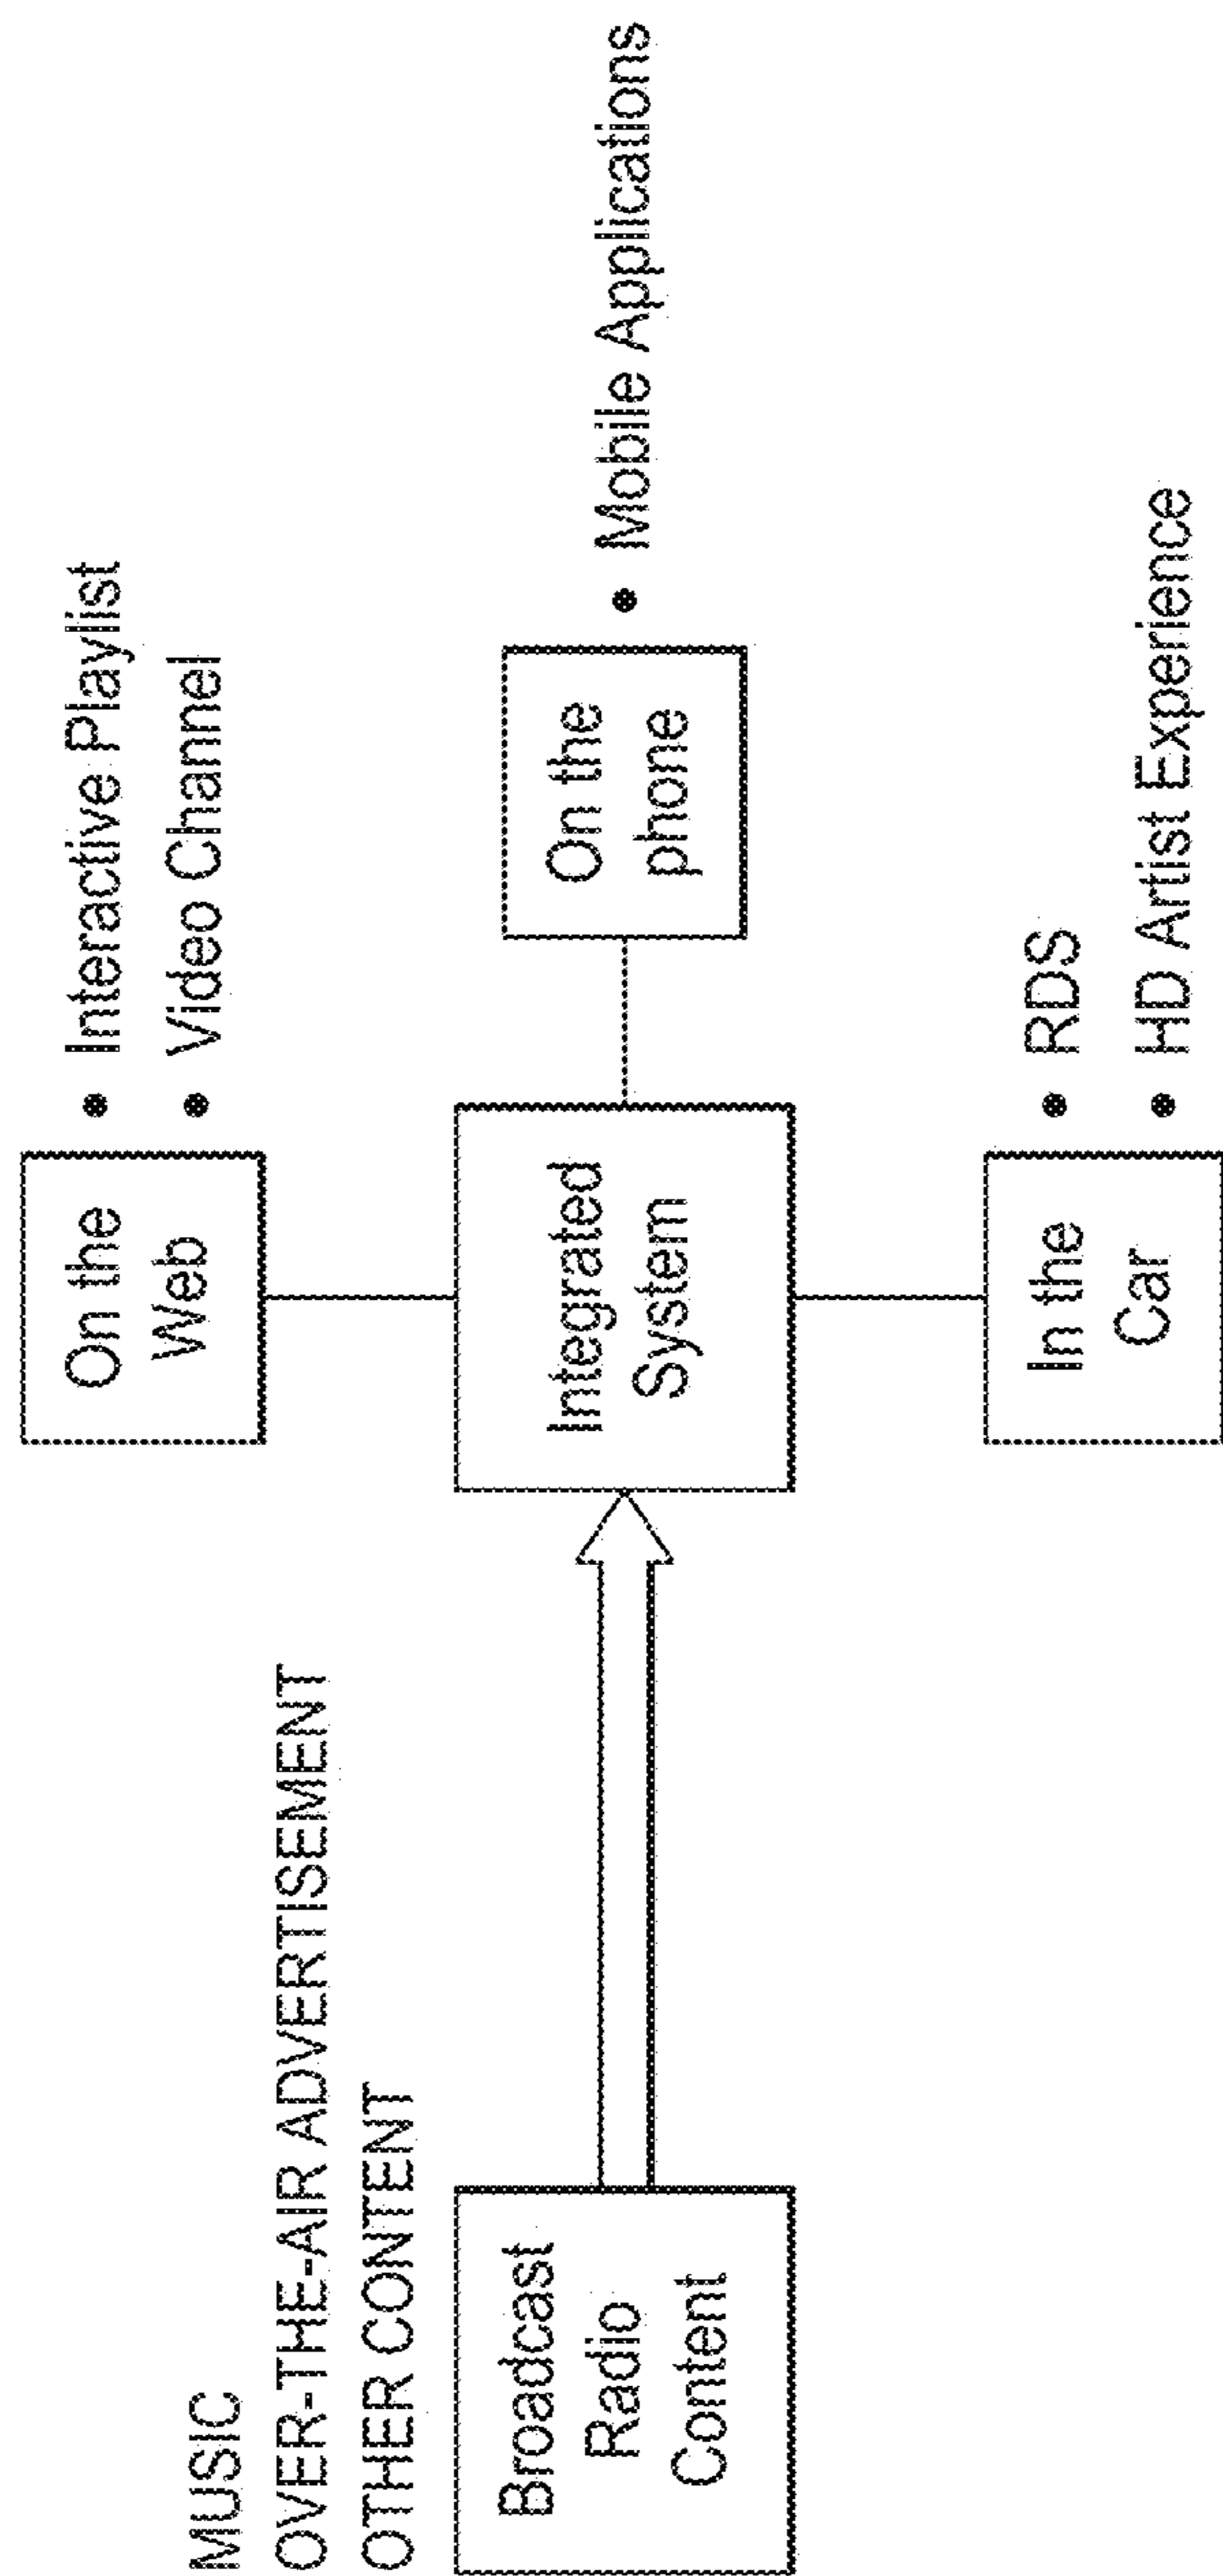 MUSIC
OVER-THE-AIR ADVERTISEMENT
OTHER CONTENT
Broadcast
Radio
Content
Integrated
System
On the
Web
• Interactive Playlist
• Video Channel
On the
phone
• Mobile Applications
In the
Car
• RDS
• HD Artist Experience